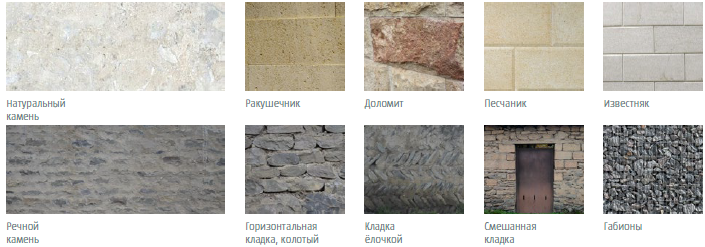 Натуральный
камень
Ракушечник
Доломит
Песчаник
Известняк
Речной
камень
Горизонтальная
кладка, колотый
Кладка
ёлочкой
Смешанная
кладка
Габионы